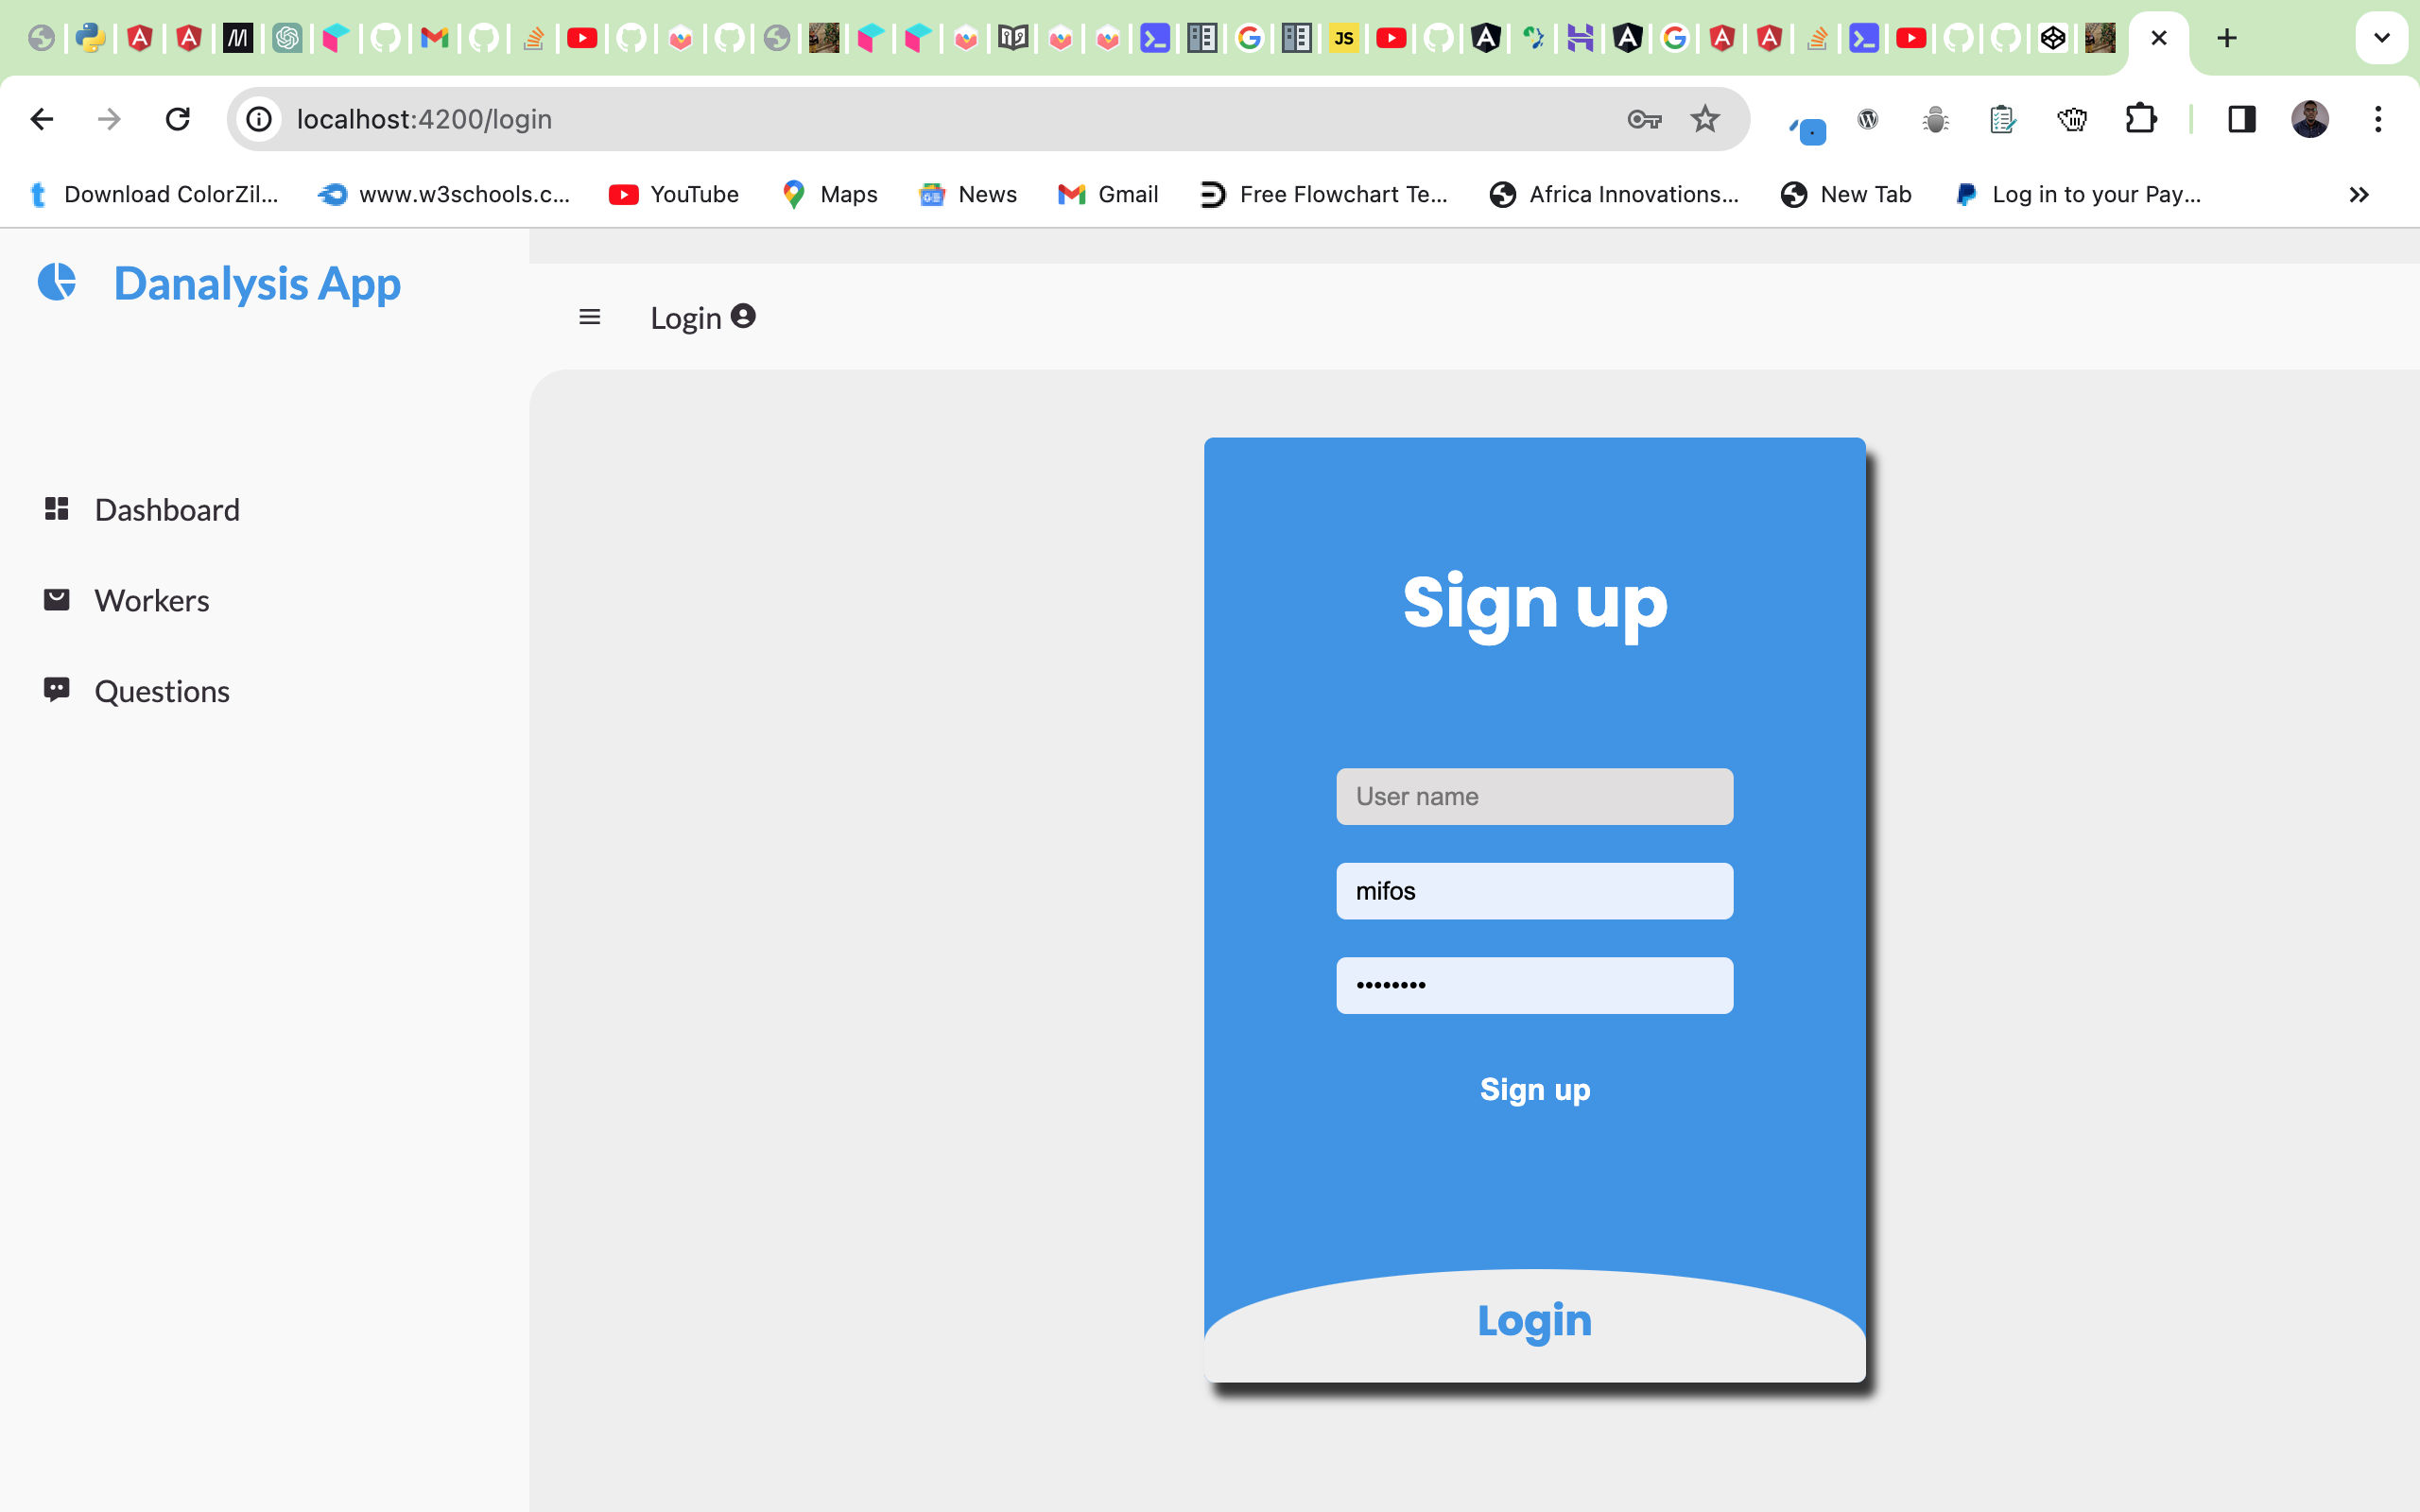 JS
localhost:4200/login
Download ColorZil...
www.w3schools.c...
YouTube
Maps
News
Gmail
Free Flowchart Te...
Africa Innovations...
New Tab
Log in to your Pay...
Danalysis App
Login
Dashboard
Workers
Questions
Sign up
User name
mifos
••••••••
Sign up
Login